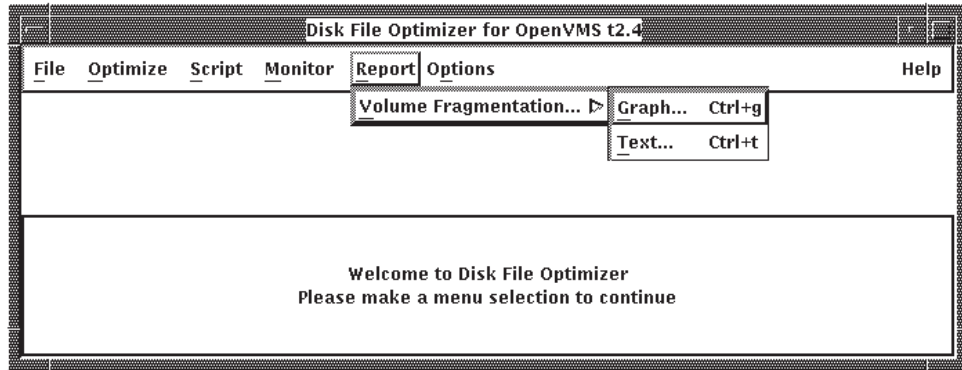 Disk File Optimizer for OpenVMS t2.4
File Optimize Script Monitor Report Options Help
Volume Fragmentation... Graph... Ctrl+g
Text... Ctrl+t
Welcome to Disk File Optimizer
Please make a menu selection to continue